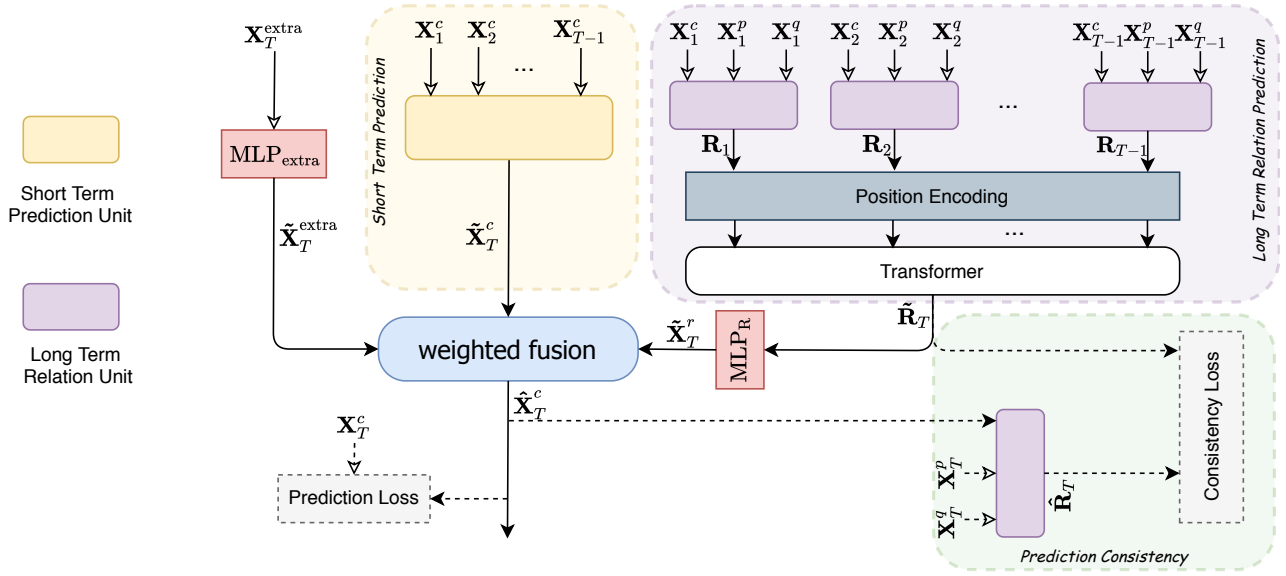 X_T^extra
X_1^c X_2^c ... X_{T-1}^c
X_1^c X_1^p X_1^q X_2^c X_2^p X_2^q ... X_{T-1}^c X_{T-1}^p X_{T-1}^q
Short Term Prediction
Long Term Relation Prediction
MLP_extra
R_1 R_2 R_{T-1}
Short Term
Prediction Unit
Position Encoding
X̃_T^extra
X̃_T^c
...
Transformer
R̃_T
Long Term
Relation Unit
weighted fusion
X̃_T^r
MLP_R
X̂_T^c
X_T^c
Prediction Loss
X_T^p
X_T^q
R̂_T
Consistency Loss
Prediction Consistency